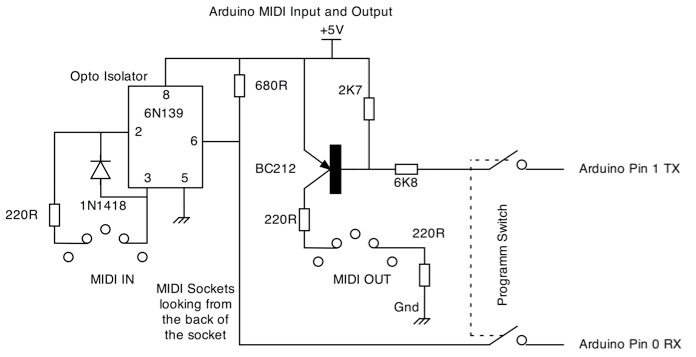 Arduino MIDI Input and Output
+5V
Opto Isolator
8
6N139
2
6
3
5
680R
2K7
BC212
6K8
Arduino Pin 1 TX
1N1418
220R
MIDI IN
220R
220R
MIDI OUT
Gnd
Programm Switch
MIDI Sockets
looking from
the back of
the socket
Arduino Pin 0 RX